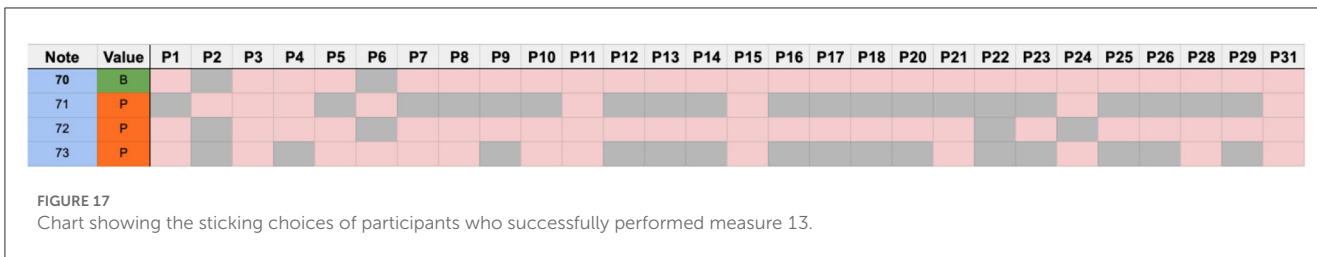 Note Value P1 P2 P3 P4 P5 P6 P7 P8 P9 P10 P11 P12 P13 P14 P15 P16 P17 P18 P20 P21 P22 P23 P24 P25 P26 P28 P29 P31
70 B
71 P
72 P
73 P
FIGURE 17
Chart showing the sticking choices of participants who successfully performed measure 13.